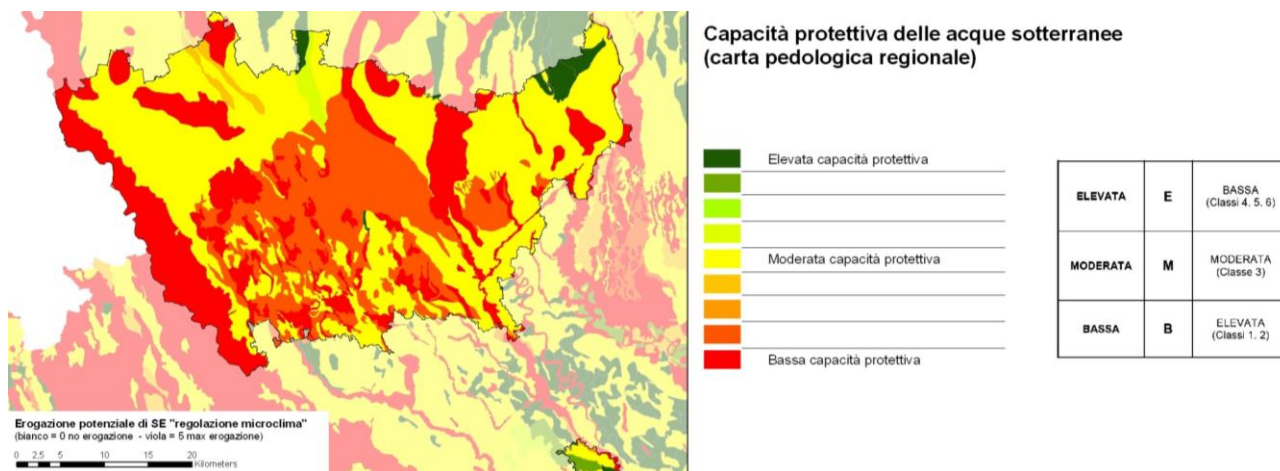 Capacità protettiva delle acque sotterranee
(carta pedologica regionale)
Elevata capacità protettiva
Moderata capacità protettiva
Bassa capacità protettiva
ELEVATA E BASSA
(Classi 4. 5. 6)
MODERATA M MODERATA
(Classe 3)
BASSA B ELEVATA
(Classi 1. 2)
Erogazione potenziale di SE "regolazione microclima"
(bianco = 0 no erogazione - viola = 5 max erogazione)
0 2,5 5 10 15 20
Kilometers